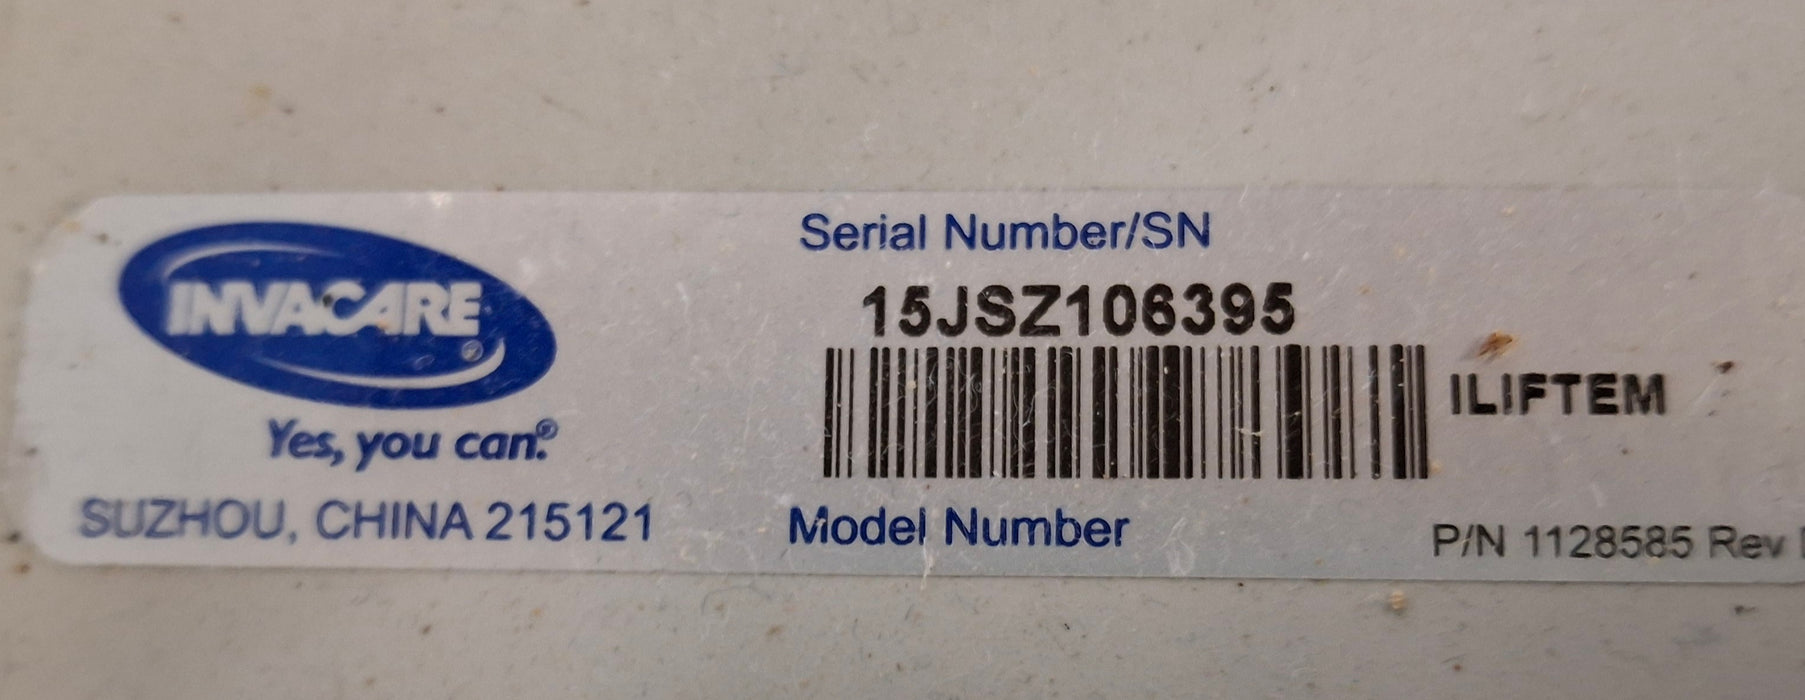 INVACARE®
Yes, you can.®
SUZHOU, CHINA 215121
Serial Number/SN
15JSZ106395
ILIFTEM
Model Number
P/N 1128585 Rev